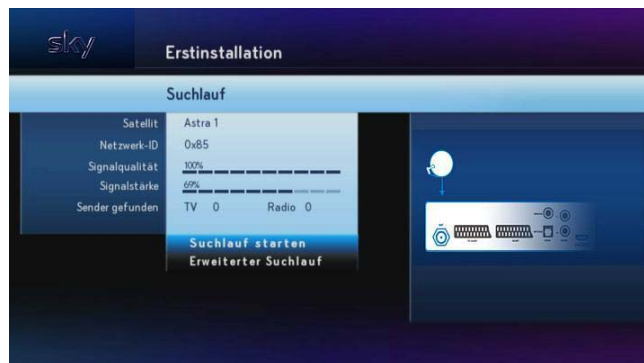 sky
Erstinstallation
Suchlauf
Satellit Astra 1
Netzwerk-ID 0x85
Signalqualität 100%
Signalstärke 69%
Sender gefunden TV 0 Radio 0
Suchlauf starten
Erweiterter Suchlauf